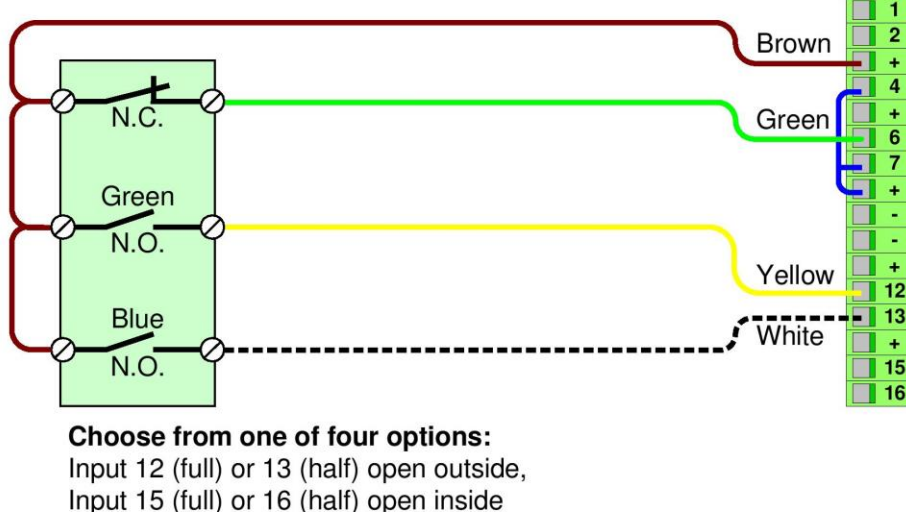 1
2
Brown
+
4
+
Green
6
N.C.
7
+
Green
-
N.O.
-
+
Yellow
12
Blue
13
White
N.O.
+
15
16
Choose from one of four options:
Input 12 (full) or 13 (half) open outside,
Input 15 (full) or 16 (half) open inside